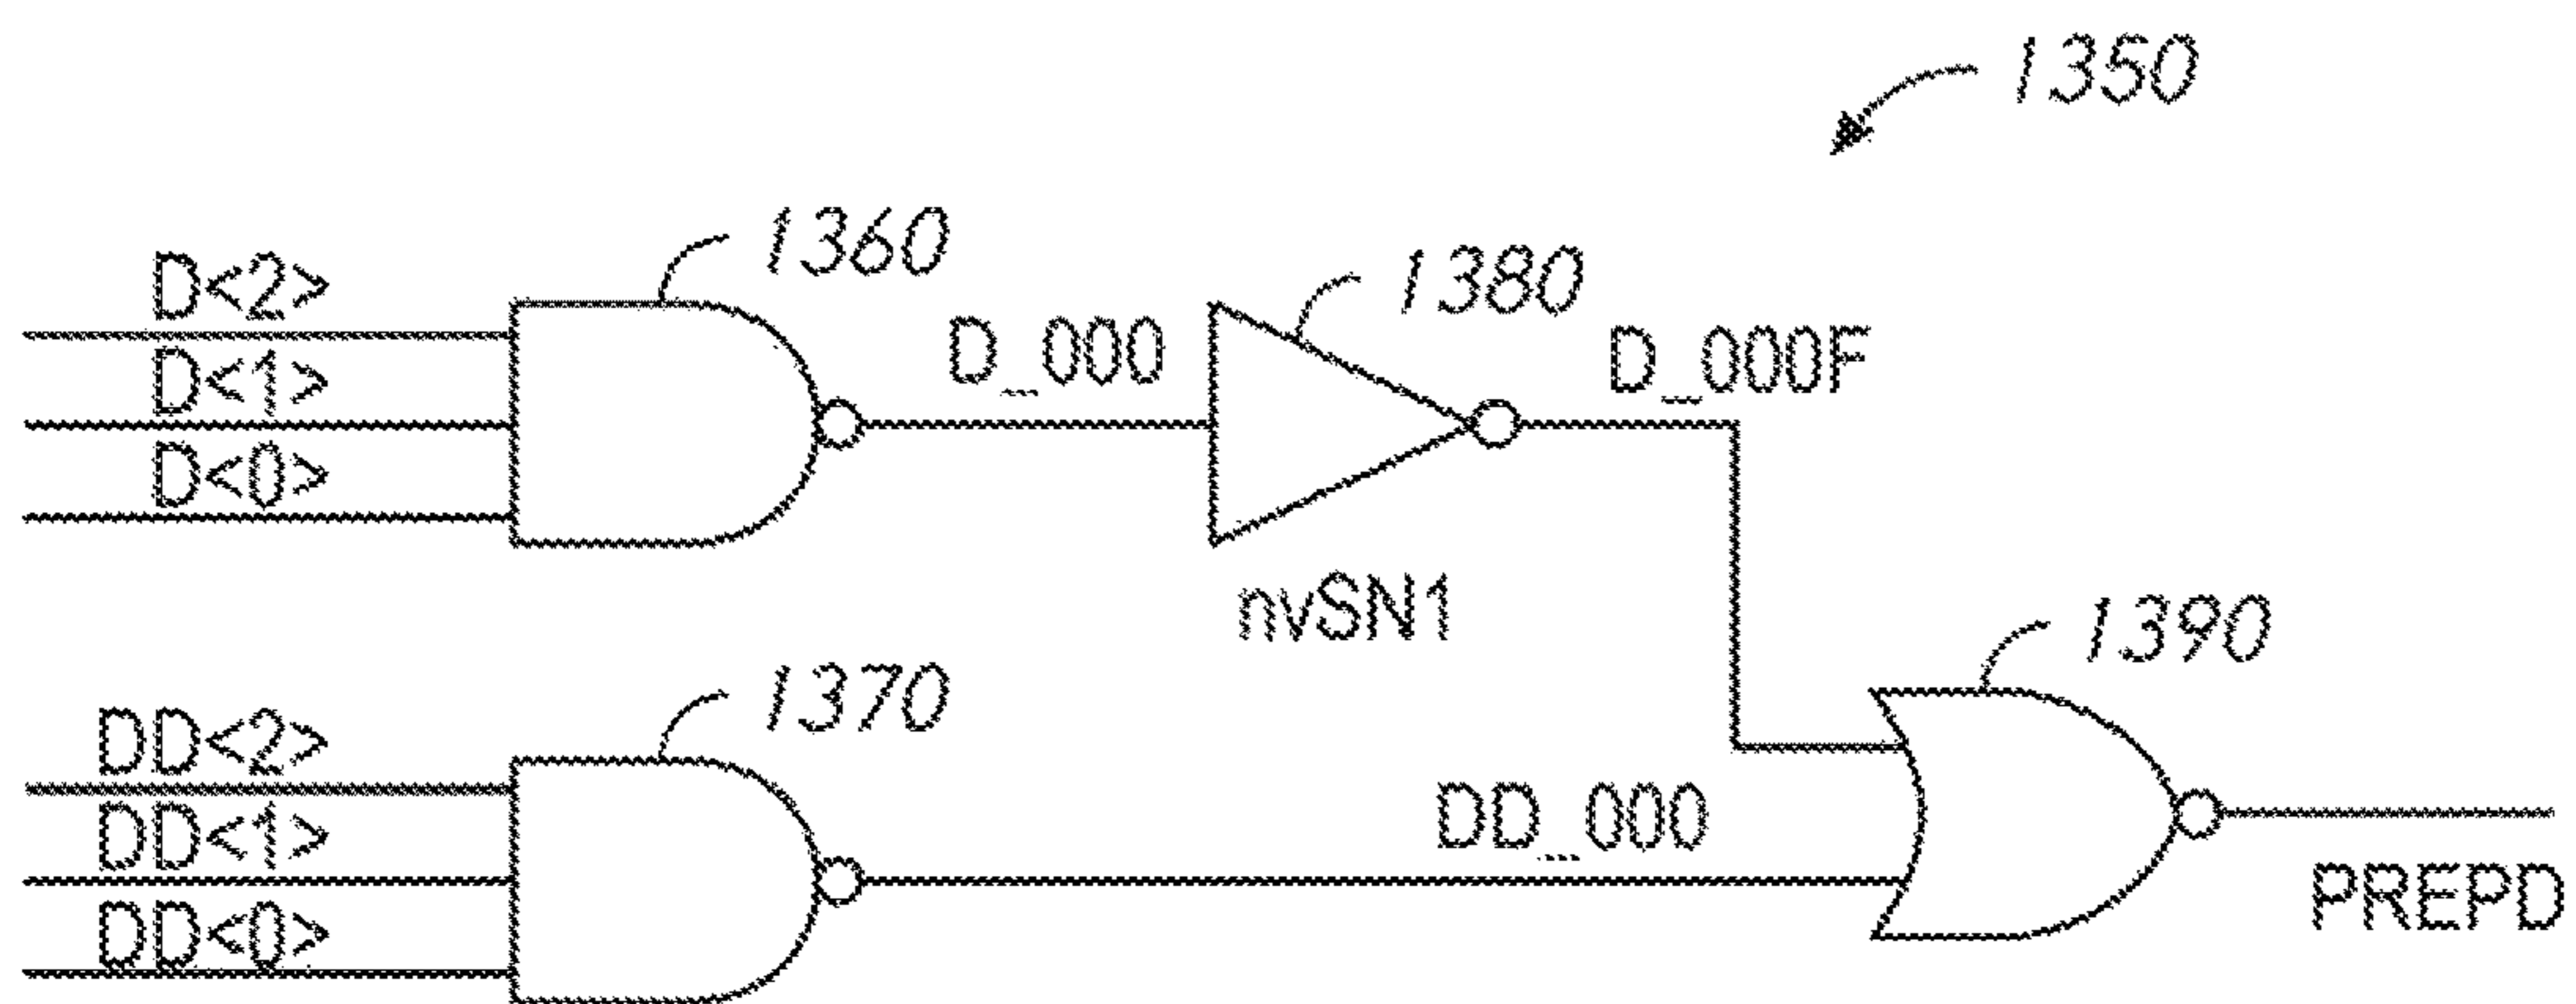 1350
1360
D<2>
1380
D_000
D_000F
D<1>
D<0>
nvSN1
1390
1370
DD<2>
DD_000
DD<1>
PREPD
DD<0>